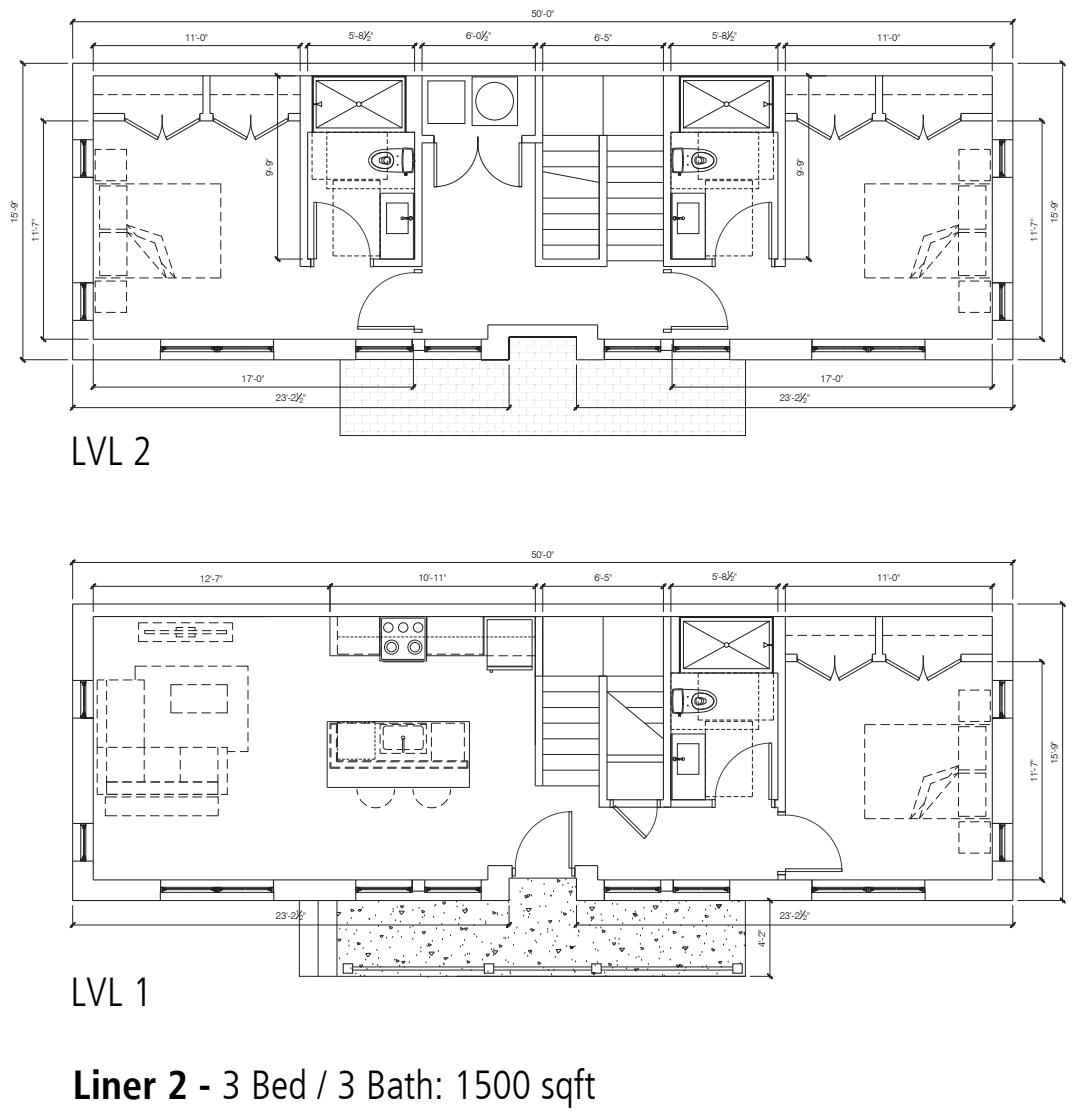 50'-0"
11'-0" 5'-8½" 6'-0½" 6'-5" 5'-8½" 11'-0"
15'-9" 11'-7" 9'-9" 9'-9" 11'-7" 15'-9"
17'-0" 17'-0"
23'-2½" 23'-2½"
LVL 2
50'-0"
12'-7" 10'-11" 6'-5" 5'-8½" 11'-0"
11'-7" 15'-9"
23'-2½" 23'-2½"
4'-2"
LVL 1
Liner 2 - 3 Bed / 3 Bath: 1500 sqft